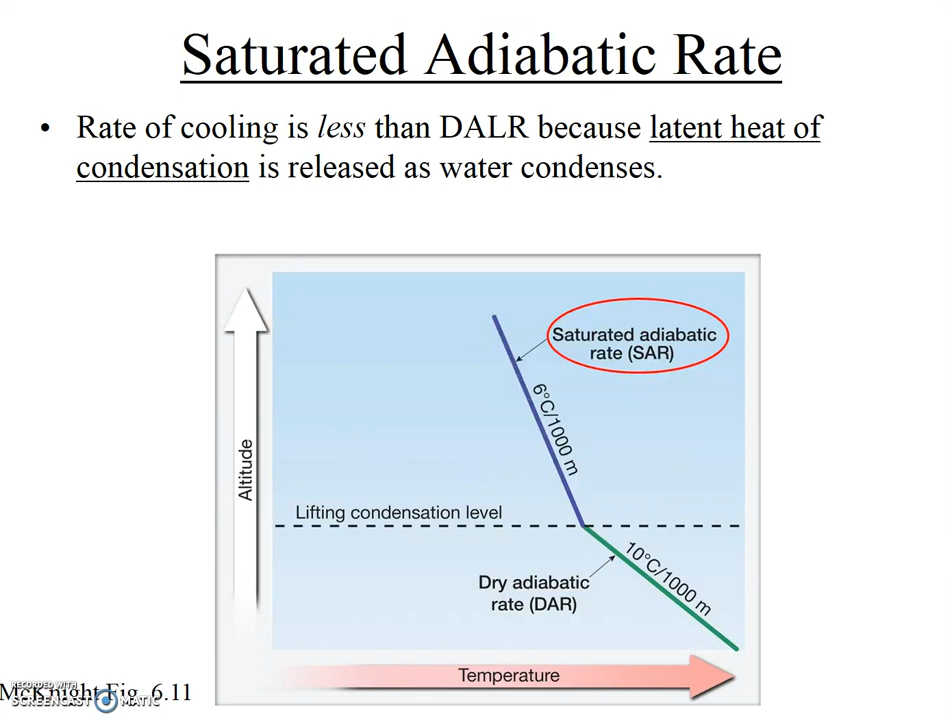 Saturated Adiabatic Rate
• Rate of cooling is less than DALR because latent heat of
condensation is released as water condenses.
Saturated adiabatic
rate (SAR)
6°C/1000 m
Altitude
Lifting condensation level
10°C/1000 m
Dry adiabatic
rate (DAR)
Temperature
McKnight Fig. 6.11
RECORDED WITH
SCREENCAST MATIC